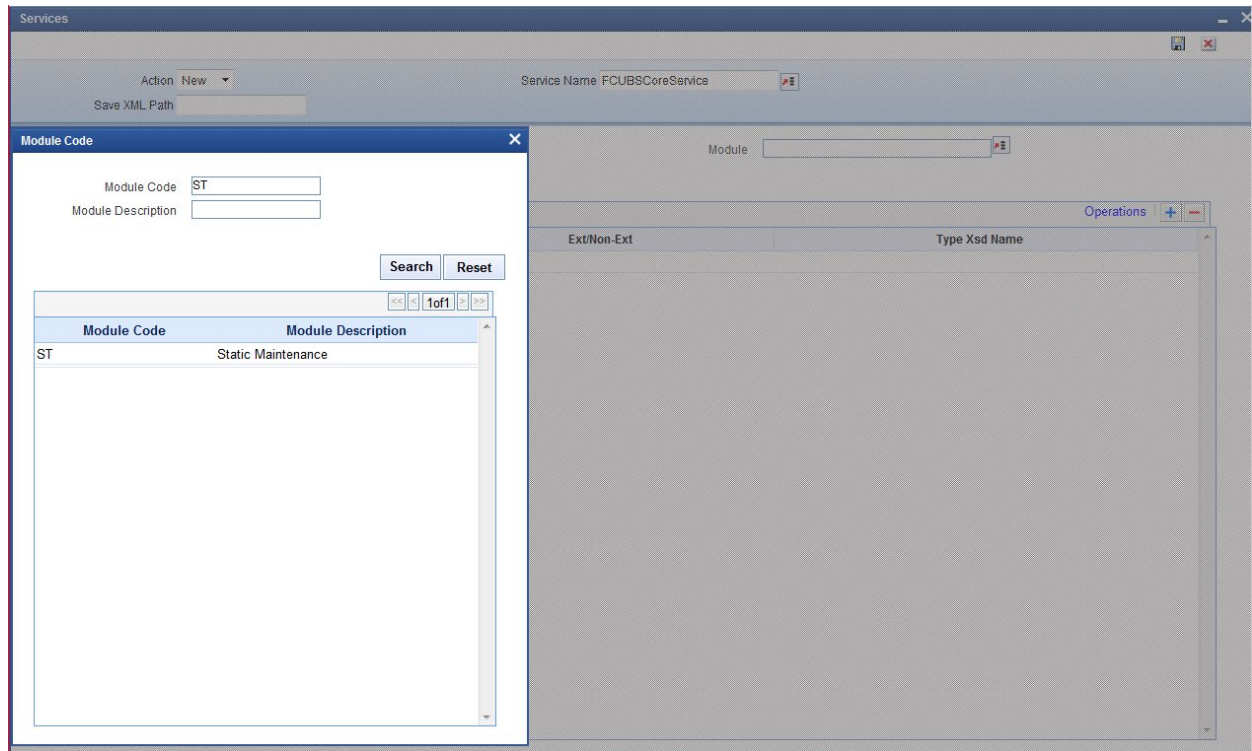 Services
Action New
Service Name FCUBSCoreService
Save XML Path
Module Code
Module
Module Code ST
Module Description
Operations
Ext/Non-Ext
Type Xsd Name
Search Reset
<< < 1of1 > >>
Module Code Module Description
ST Static Maintenance